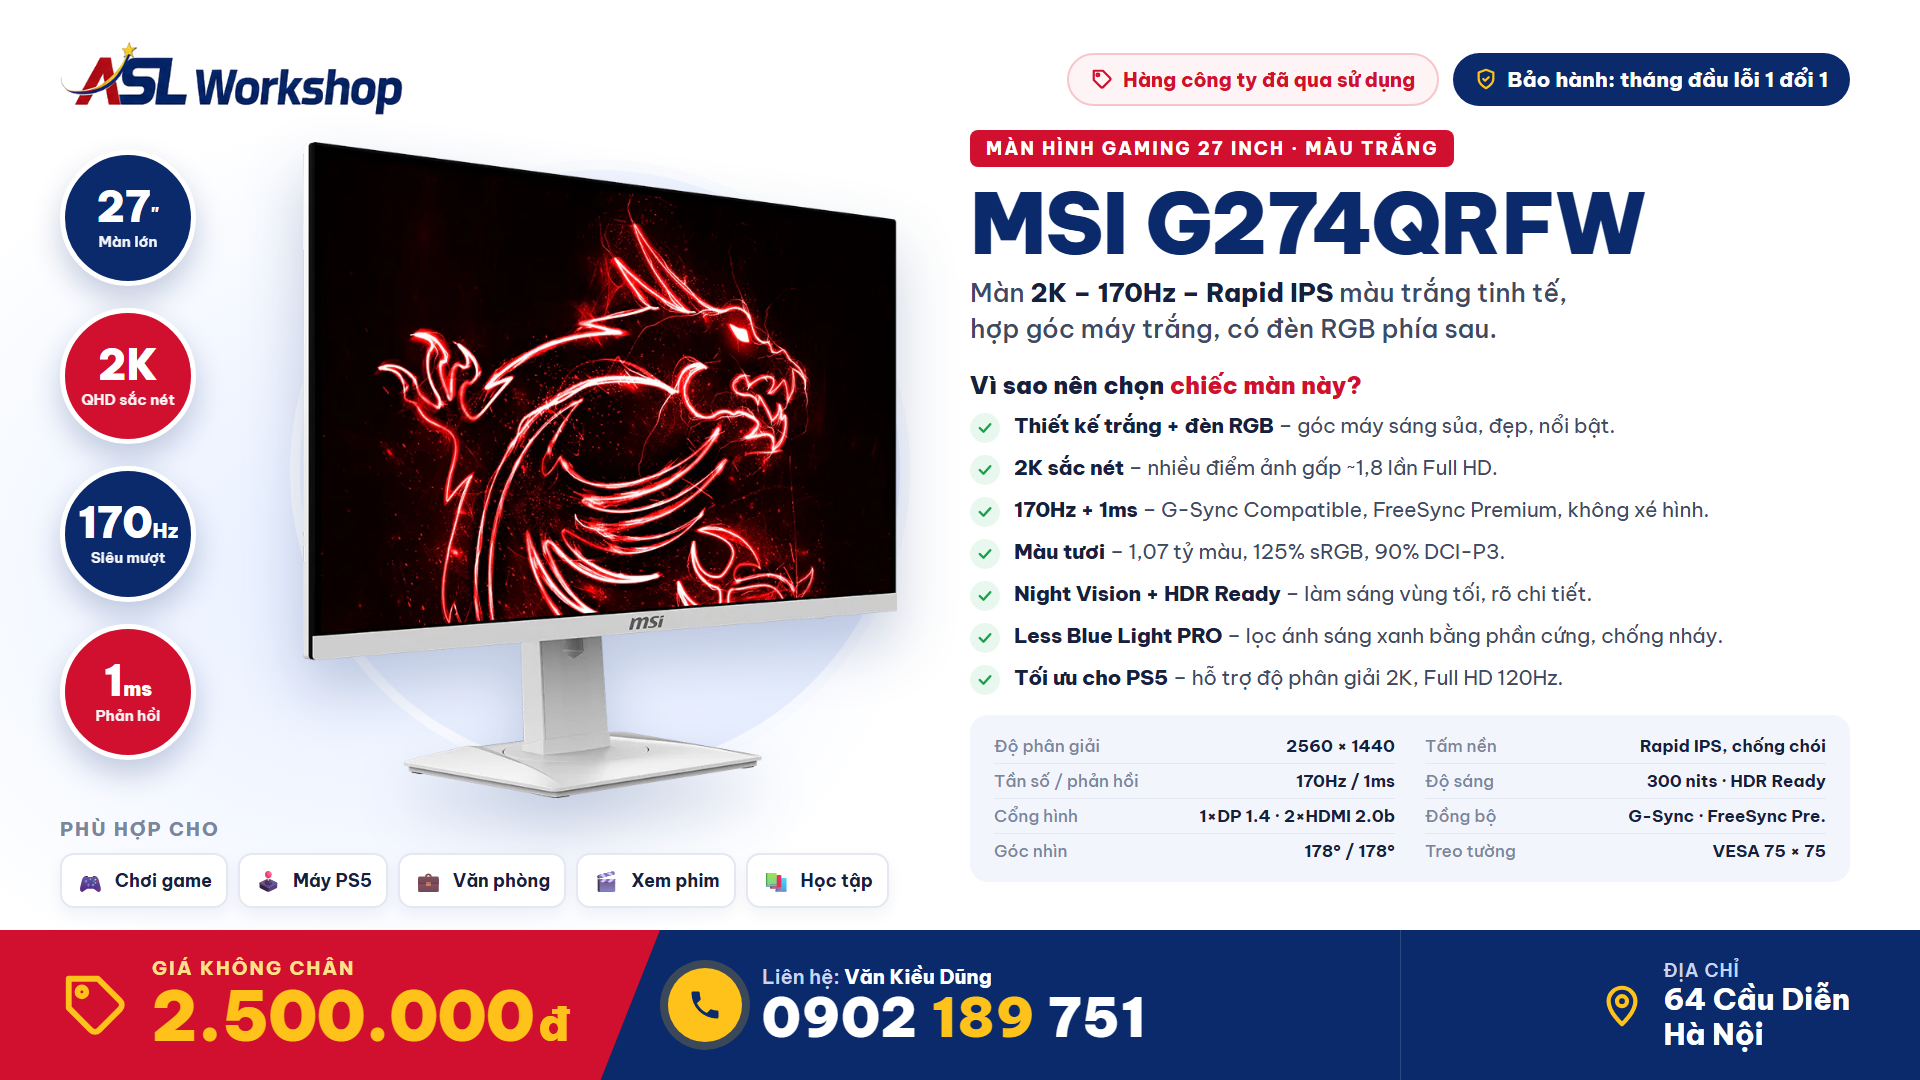 ASL Workshop
Hàng công ty đã qua sử dụng
Bảo hành: tháng đầu lỗi 1 đổi 1
27″
Màn lớn
2K
QHD sắc nét
170Hz
Siêu mượt
1ms
Phản hồi
msi
PHÙ HỢP CHO
Chơi game
Máy PS5
Văn phòng
Xem phim
Học tập
MÀN HÌNH GAMING 27 INCH · MÀU TRẮNG
MSI G274QRFW
Màn 2K – 170Hz – Rapid IPS màu trắng tinh tế,
hợp góc máy trắng, có đèn RGB phía sau.
Vì sao nên chọn chiếc màn này?
Thiết kế trắng + đèn RGB – góc máy sáng sủa, đẹp, nổi bật.
2K sắc nét – nhiều điểm ảnh gấp ~1,8 lần Full HD.
170Hz + 1ms – G-Sync Compatible, FreeSync Premium, không xé hình.
Màu tươi – 1,07 tỷ màu, 125% sRGB, 90% DCI-P3.
Night Vision + HDR Ready – làm sáng vùng tối, rõ chi tiết.
Less Blue Light PRO – lọc ánh sáng xanh bằng phần cứng, chống nháy.
Tối ưu cho PS5 – hỗ trợ độ phân giải 2K, Full HD 120Hz.
Độ phân giải 2560 × 1440
Tấm nền Rapid IPS, chống chói
Tần số / phản hồi 170Hz / 1ms
Độ sáng 300 nits · HDR Ready
Cổng hình 1×DP 1.4 · 2×HDMI 2.0b
Đồng bộ G-Sync · FreeSync Pre.
Góc nhìn 178° / 178°
Treo tường VESA 75 × 75
GIÁ KHÔNG CHÂN
2.500.000đ
Liên hệ: Văn Kiều Dũng
0902 189 751
ĐỊA CHỈ
64 Cầu Diễn
Hà Nội